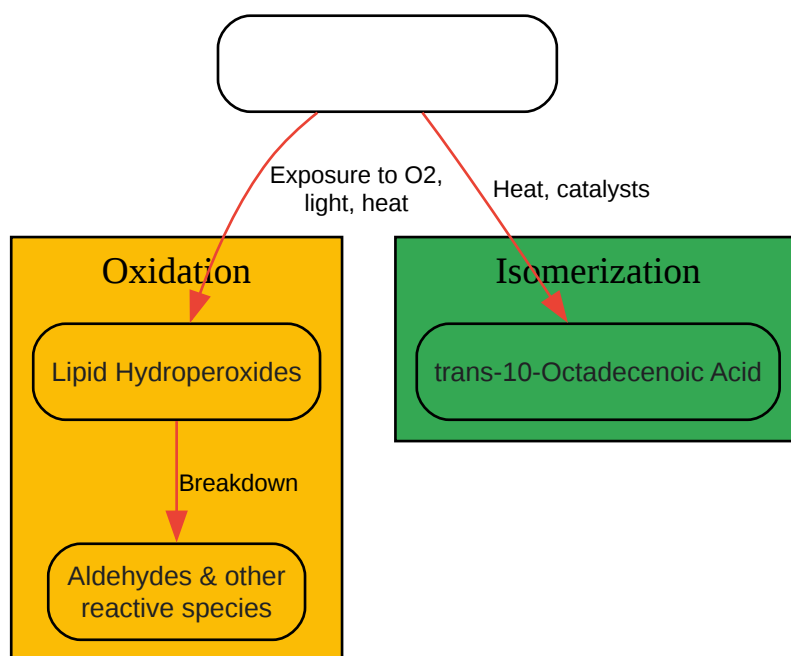 Exposure to O2,
light, heat
Heat, catalysts
Oxidation
Isomerization
Lipid Hydroperoxides
trans-10-Octadecenoic Acid
Breakdown
Aldehydes & other
reactive species